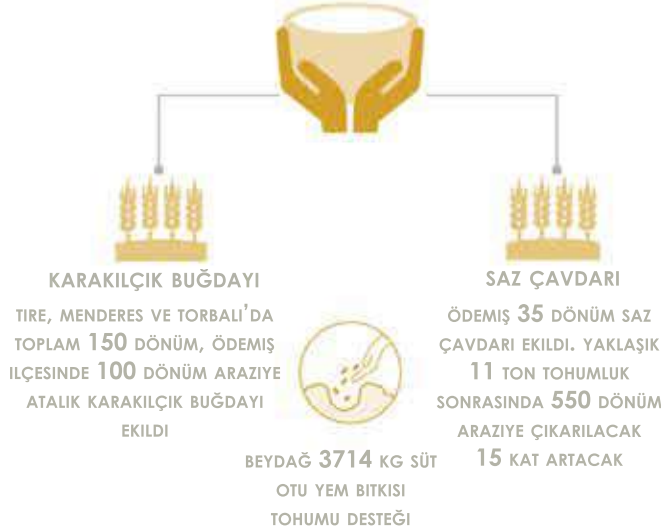 KARAKILÇIK BUĞDAYI
TIRE, MENDERES VE TORBALI'DA
TOPLAM 150 DÖNÜM, ÖDEMIŞ
ILÇESINDE 100 DÖNÜM ARAZIYE
ATALIK KARAKILÇIK BUĞDAYI
EKILDI
BEYDAĞ 3714 KG SÜT
OTU YEM BITKISI
TOHUMU DESTEĞI
SAZ ÇAVDARI
ÖDEMIŞ 35 DÖNÜM SAZ
ÇAVDARI EKILDI. YAKLAŞIK
11 TON TOHUMLUK
SONRASINDA 550 DÖNÜM
ARAZIYE ÇIKARILACAK
15 KAT ARTACAK